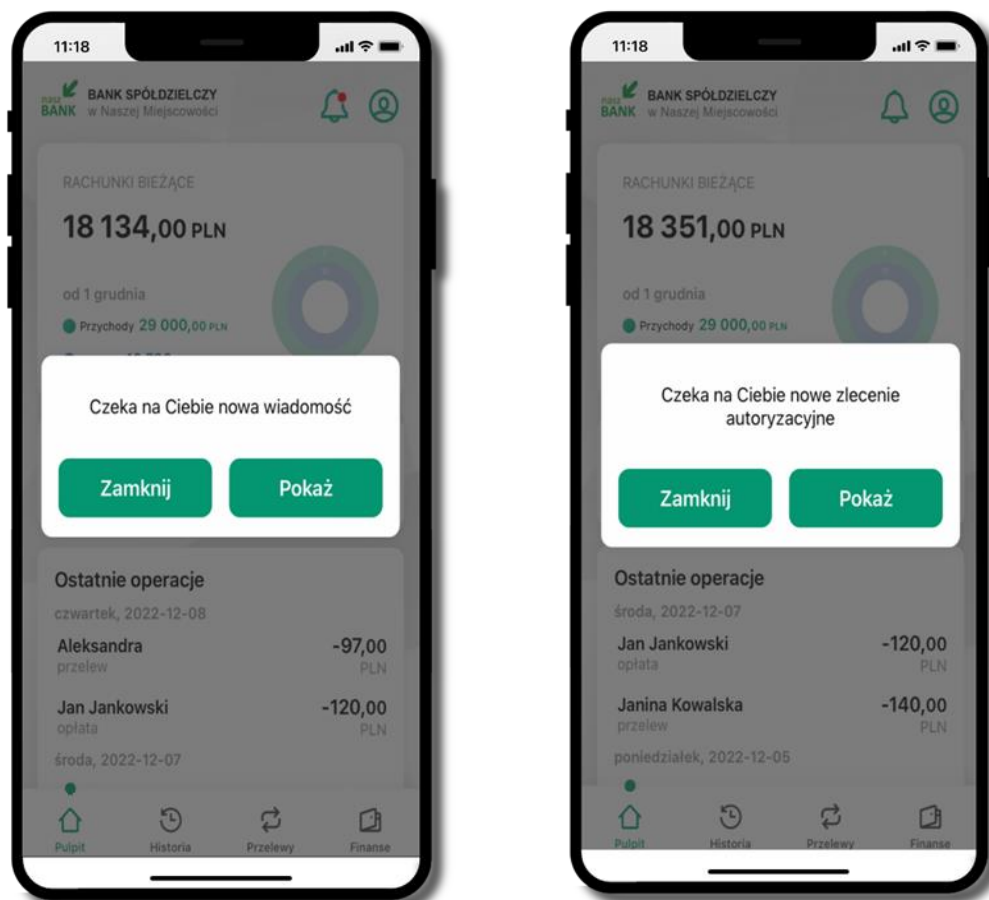 11:18
nasz BANK BANK SPÓŁDZIELCZY
w Naszej Miejscowości
RACHUNKI BIEŻĄCE
18 134,00 PLN
od 1 grudnia
Przychody 29 000,00 PLN
Czeka na Ciebie nowa wiadomość
Zamknij Pokaż
Ostatnie operacje
czwartek, 2022-12-08
Aleksandra -97,00
przelew PLN
Jan Jankowski -120,00
opłata PLN
środa, 2022-12-07
Pulpit Historia Przelewy Finanse
11:18
nasz BANK BANK SPÓŁDZIELCZY
w Naszej Miejscowości
RACHUNKI BIEŻĄCE
18 351,00 PLN
od 1 grudnia
Przychody 29 000,00 PLN
Czeka na Ciebie nowe zlecenie
autoryzacyjne
Zamknij Pokaż
Ostatnie operacje
środa, 2022-12-07
Jan Jankowski -120,00
opłata PLN
Janina Kowalska -140,00
przelew PLN
poniedziałek, 2022-12-05
Pulpit Historia Przelewy Finanse